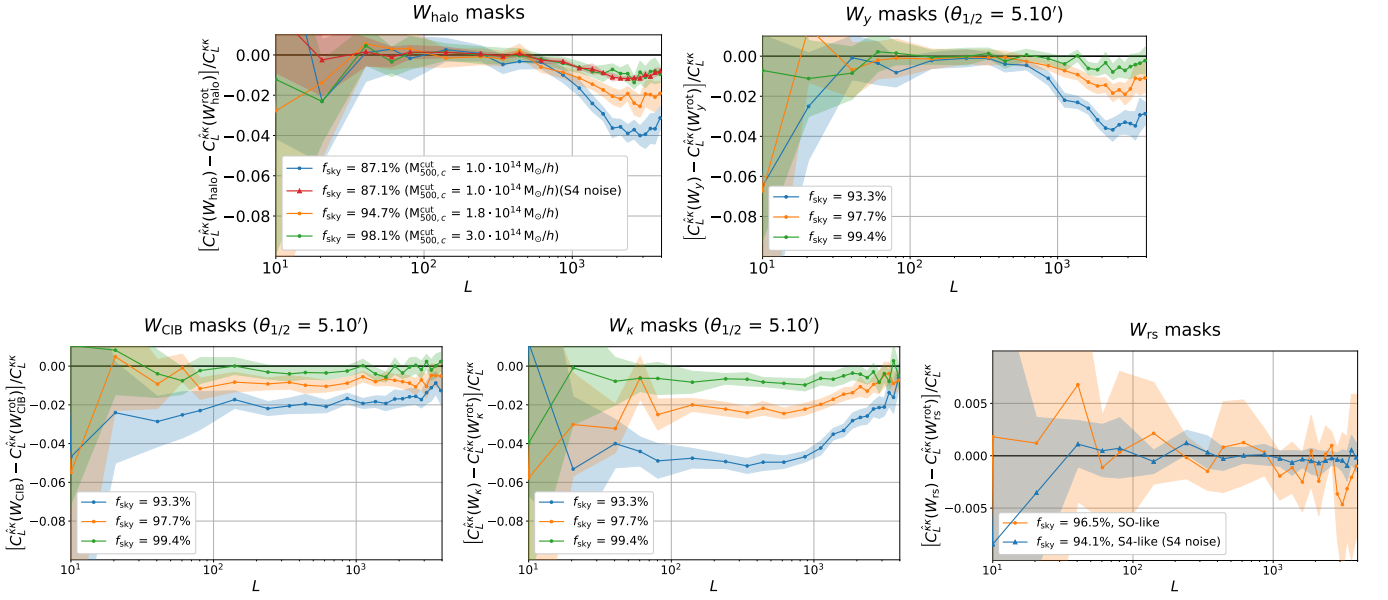 W_halo masks
[C_L^κ̂κ̂(W_halo) − C_L^κ̂κ̂(W_halo^rot)]/C_L^κκ
0.00
−0.02
−0.04
−0.06
−0.08
f_sky = 87.1% (M_500,c^cut = 1.0 · 10^14 M_⊙/h)
f_sky = 87.1% (M_500,c^cut = 1.0 · 10^14 M_⊙/h)(S4 noise)
f_sky = 94.7% (M_500,c^cut = 1.8 · 10^14 M_⊙/h)
f_sky = 98.1% (M_500,c^cut = 3.0 · 10^14 M_⊙/h)
10^1 10^2 10^3
L
W_y masks (θ_1/2 = 5.10′)
[C_L^κ̂κ̂(W_y) − C_L^κ̂κ̂(W_y^rot)]/C_L^κκ
0.00
−0.02
−0.04
−0.06
−0.08
f_sky = 93.3%
f_sky = 97.7%
f_sky = 99.4%
10^1 10^2 10^3
L
W_CIB masks (θ_1/2 = 5.10′)
[C_L^κ̂κ̂(W_CIB) − C_L^κ̂κ̂(W_CIB^rot)]/C_L^κκ
0.00
−0.02
−0.04
−0.06
−0.08
f_sky = 93.3%
f_sky = 97.7%
f_sky = 99.4%
10^1 10^2 10^3
L
W_κ masks (θ_1/2 = 5.10′)
[C_L^κ̂κ̂(W_κ) − C_L^κ̂κ̂(W_κ^rot)]/C_L^κκ
0.00
−0.02
−0.04
−0.06
−0.08
f_sky = 93.3%
f_sky = 97.7%
f_sky = 99.4%
10^1 10^2 10^3
L
W_rs masks
[C_L^κ̂κ̂(W_rs) − C_L^κ̂κ̂(W_rs^rot)]/C_L^κκ
0.005
0.000
−0.005
f_sky = 96.5%, SO-like
f_sky = 94.1%, S4-like (S4 noise)
10^1 10^2 10^3
L